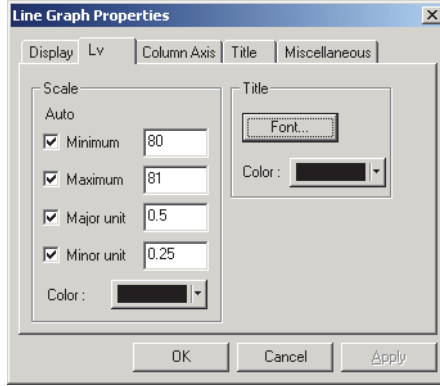 Line Graph Properties
Display Lv Column Axis Title Miscellaneous
Scale
Auto
Minimum 80
Maximum 81
Major unit 0.5
Minor unit 0.25
Color :
Title
Font...
Color :
OK Cancel Apply